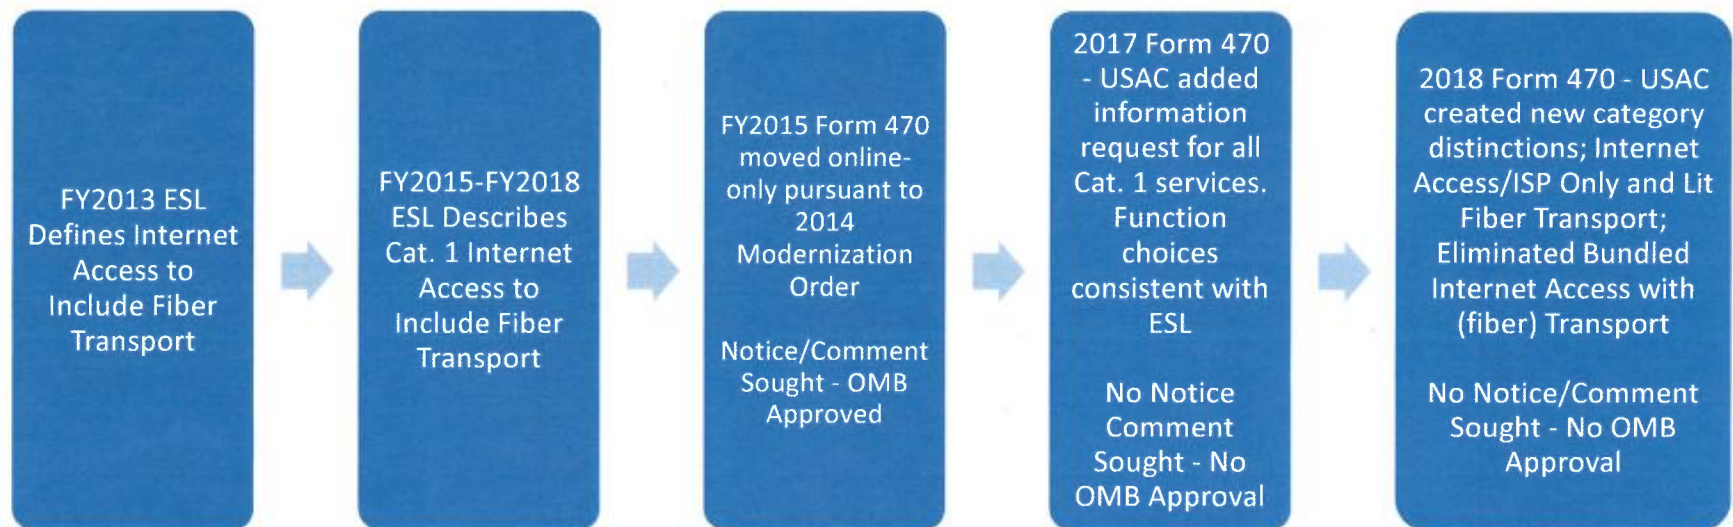 FY2013 ESL
Defines Internet
Access to
Include Fiber
Transport
FY2015-FY2018
ESL Describes
Cat. 1 Internet
Access to
Include Fiber
Transport
FY2015 Form 470
moved online-
only pursuant to
2014
Modernization
Order
Notice/Comment
Sought - OMB
Approved
2017 Form 470
- USAC added
information
request for all
Cat. 1 services.
Function
choices
consistent with
ESL
No Notice
Comment
Sought - No
OMB Approval
2018 Form 470 - USAC
created new category
distinctions; Internet
Access/ISP Only and Lit
Fiber Transport;
Eliminated Bundled
Internet Access with
(fiber) Transport
No Notice/Comment
Sought - No OMB
Approval